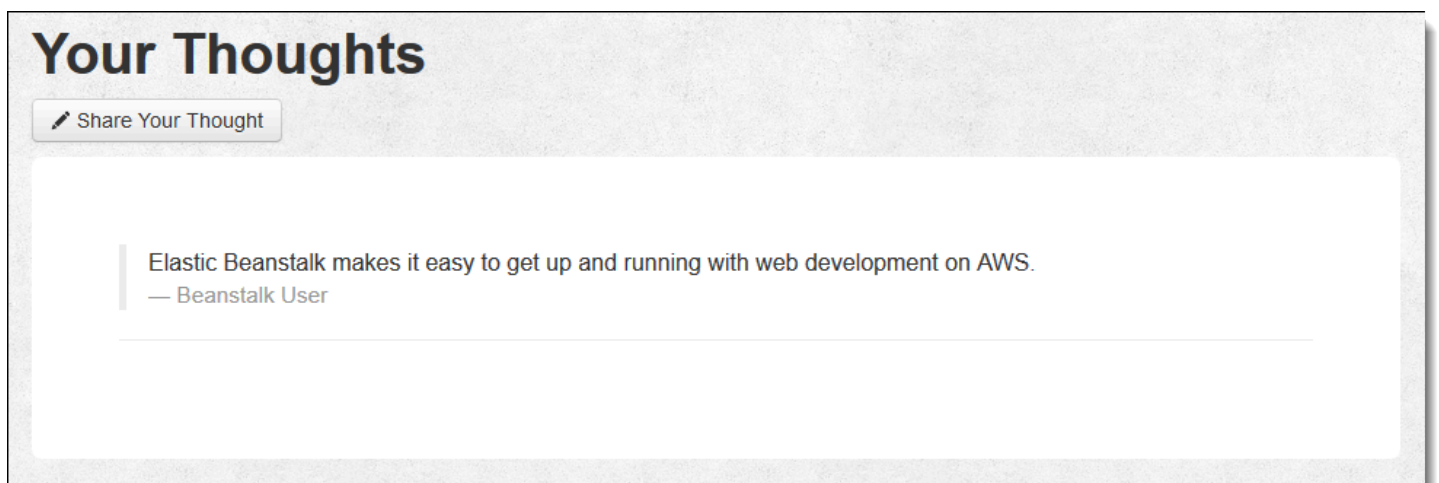 Your Thoughts
Share Your Thought
Elastic Beanstalk makes it easy to get up and running with web development on AWS.
— Beanstalk User